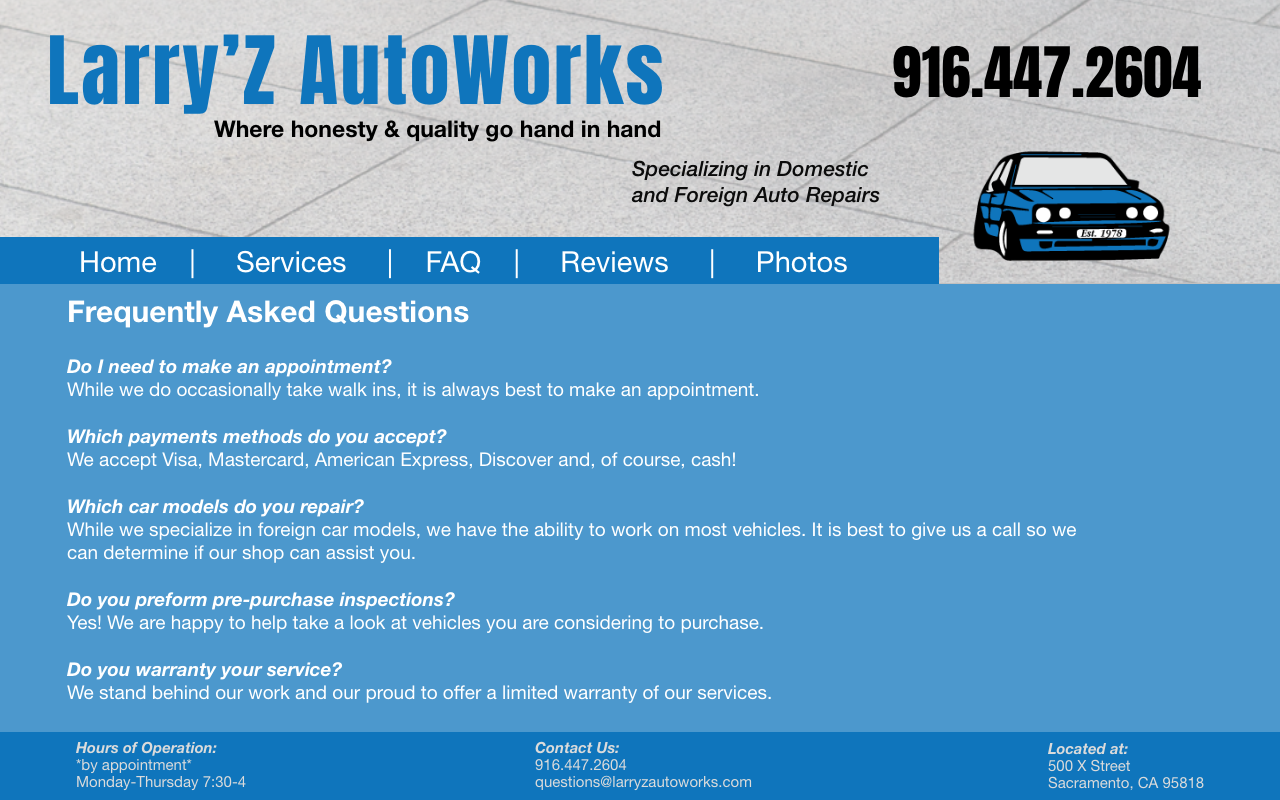 Larry'Z AutoWorks
916.447.2604
Where honesty & quality go hand in hand
Specializing in Domestic
and Foreign Auto Repairs
Est. 1978
Home | Services | FAQ | Reviews | Photos
Frequently Asked Questions
Do I need to make an appointment?
While we do occasionally take walk ins, it is always best to make an appointment.
Which payments methods do you accept?
We accept Visa, Mastercard, American Express, Discover and, of course, cash!
Which car models do you repair?
While we specialize in foreign car models, we have the ability to work on most vehicles. It is best to give us a call so we
can determine if our shop can assist you.
Do you preform pre-purchase inspections?
Yes! We are happy to help take a look at vehicles you are considering to purchase.
Do you warranty your service?
We stand behind our work and our proud to offer a limited warranty of our services.
Hours of Operation:
*by appointment*
Monday-Thursday 7:30-4
Contact Us:
916.447.2604
questions@larryzautoworks.com
Located at:
500 X Street
Sacramento, CA 95818